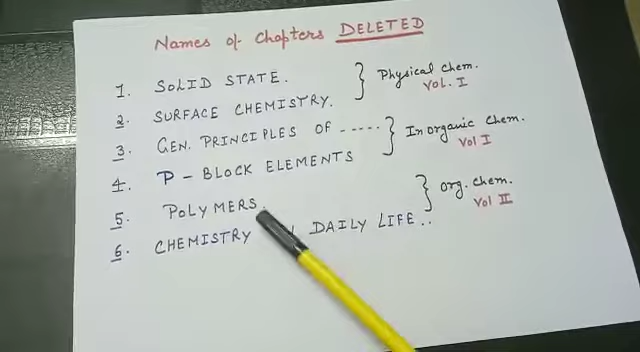 Names of Chapters DELETED
1. SOLID STATE.
2. SURFACE CHEMISTRY.
} Physical Chem.
VOL. I
3. GEN. PRINCIPLES OF -----
4. P - BLOCK ELEMENTS
} Inorganic Chem.
Vol I
5. POLYMERS.
6. CHEMISTRY DAILY LIFE..
} Org. Chem.
Vol II